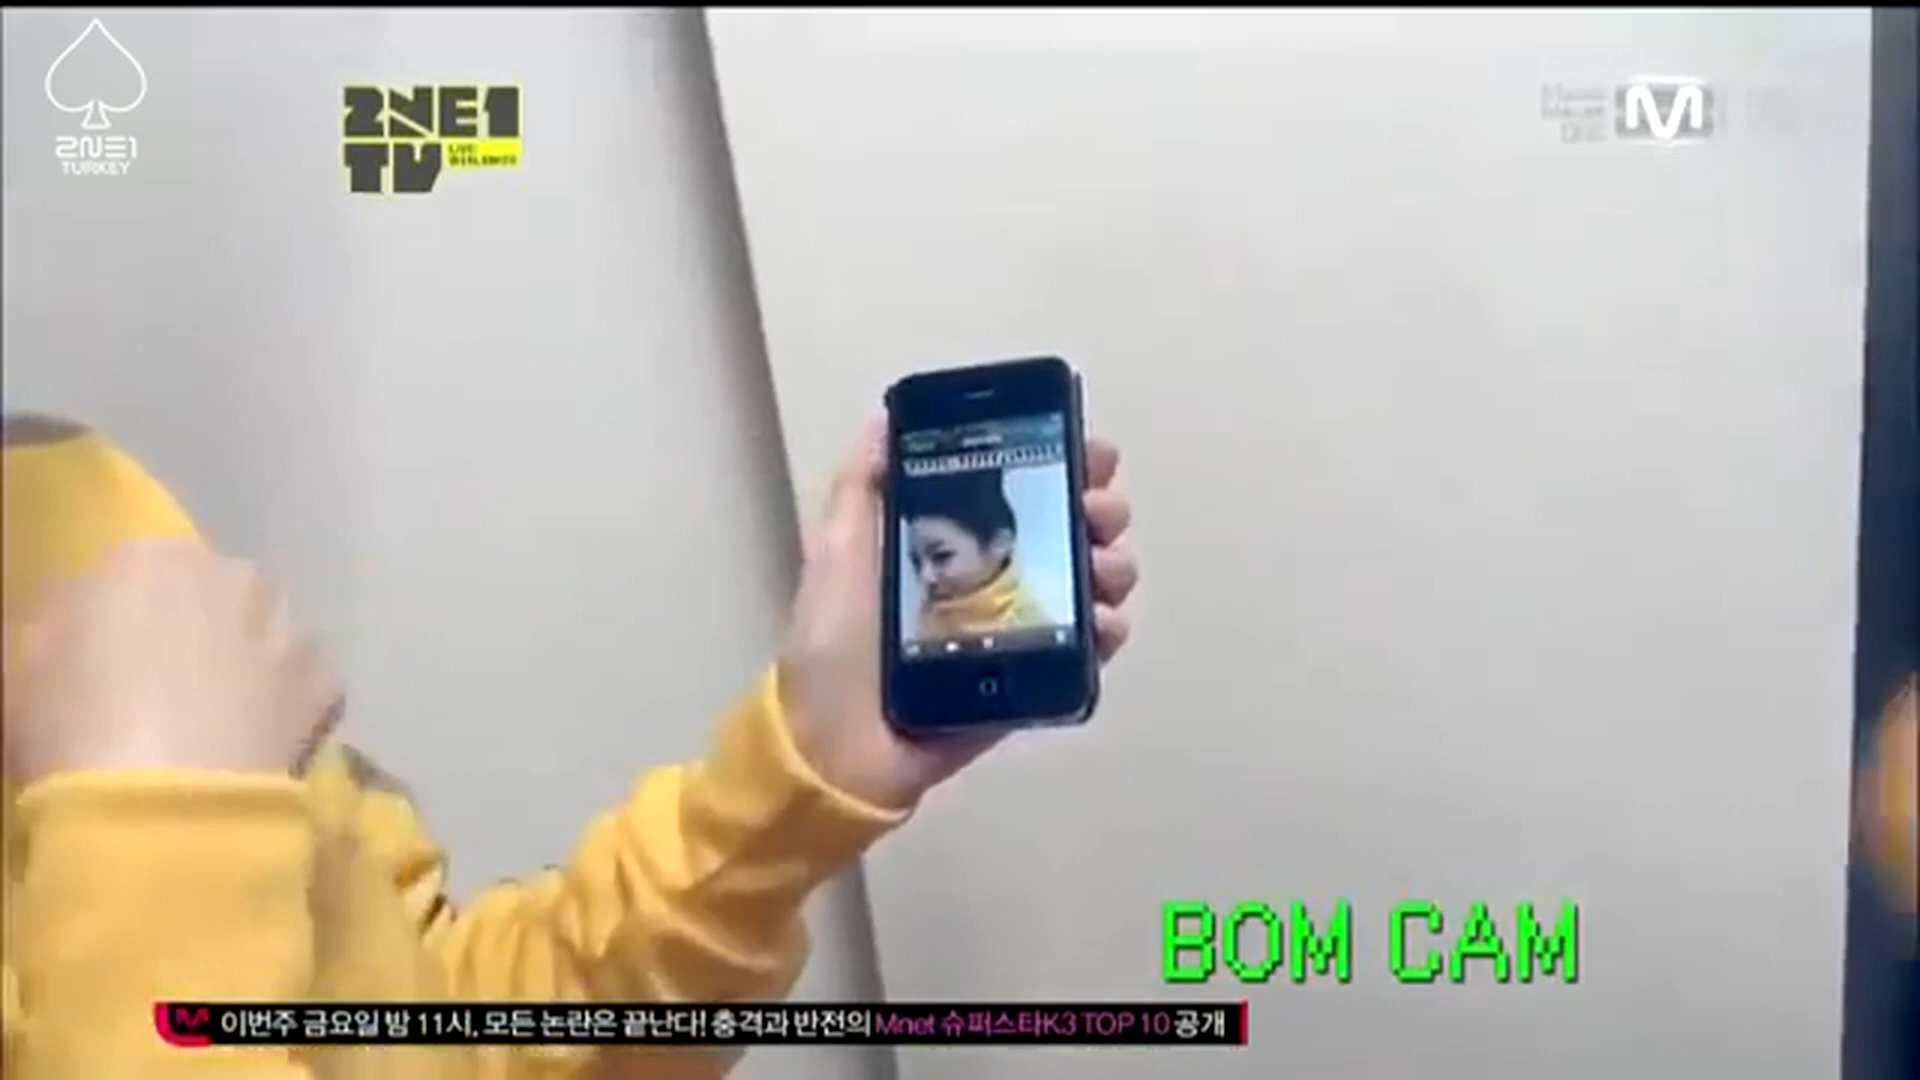 2NE1
TURKEY
2NE1
TV
M
BOM CAM
이번주 금요일 밤 11시, 모든 논란은 끝난다! 충격과 반전의 Mnet 슈퍼스타K3 TOP 10 공개